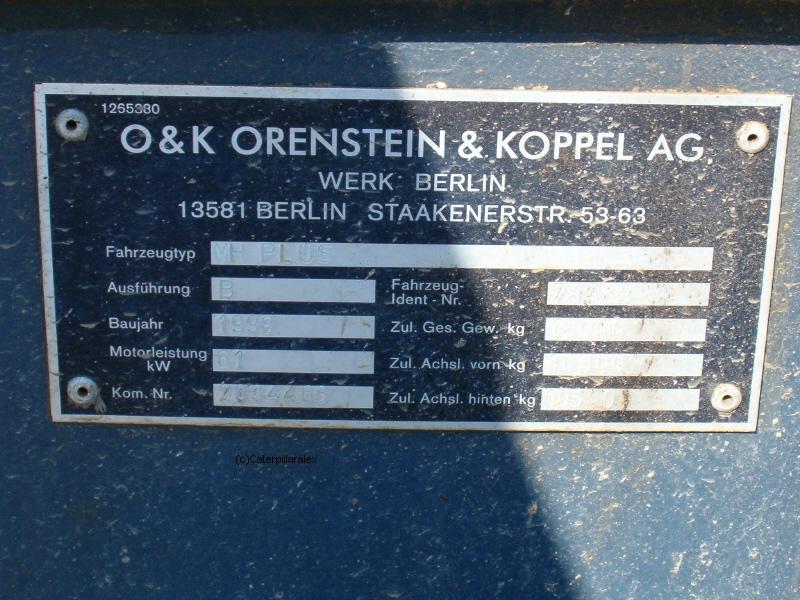 1265380
O&K ORENSTEIN & KOPPEL AG
WERK BERLIN
13581 BERLIN STAAKENERSTR. 53-63
Fahrzeugtyp MH PLUS
Ausführung B
Fahrzeug-
Ident - Nr.
Baujahr
Zul. Ges. Gew. kg
Motorleistung
kW 61
Zul. Achsl. vorn kg
Kom. Nr.
Zul. Achsl. hinten kg
(c)Caterpillaralex